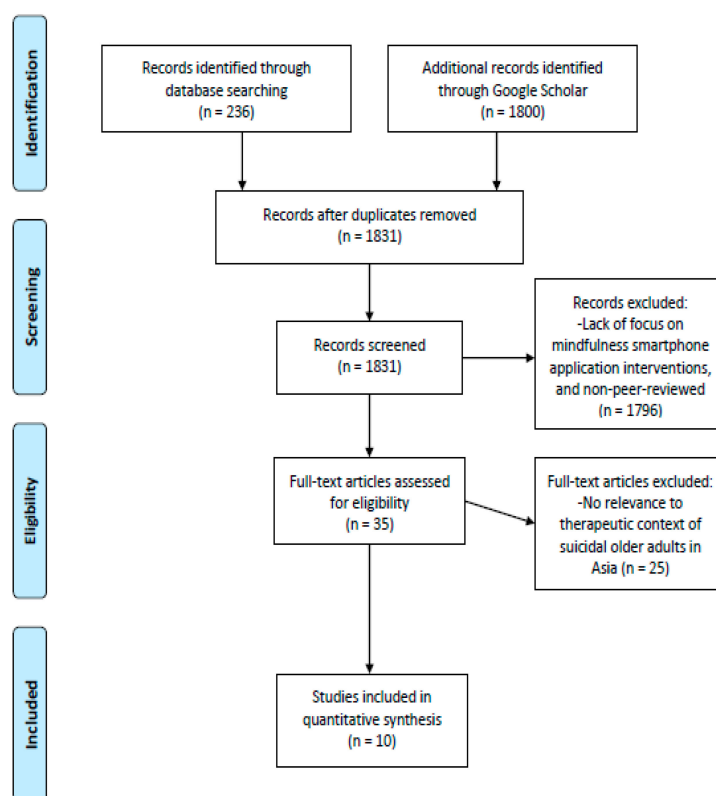 Identification
Records identified through
database searching
(n = 236)
Additional records identified
through Google Scholar
(n = 1800)
Records after duplicates removed
(n = 1831)
Screening
Records screened
(n = 1831)
Records excluded:
-Lack of focus on
mindfulness smartphone
application interventions,
and non-peer-reviewed
(n = 1796)
Eligibility
Full-text articles assessed
for eligibility
(n = 35)
Full-text articles excluded:
-No relevance to
therapeutic context of
suicidal older adults in
Asia (n = 25)
Included
Studies included in
quantitative synthesis
(n = 10)